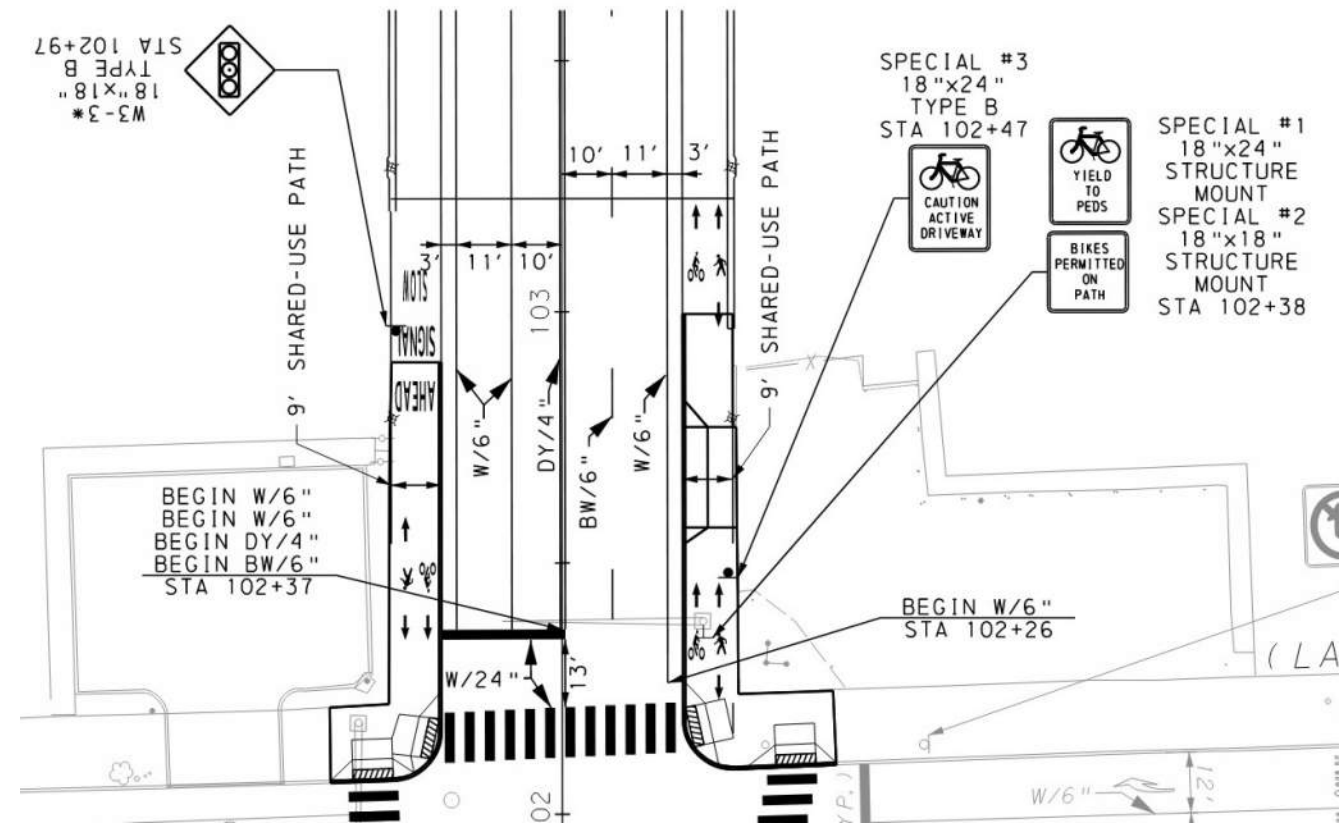 W3-3*
18"x18"
TYPE B
STA 102+97
9' SHARED-USE PATH
SLOW
SIGNAL
AHEAD
3'
11'
10'
10'
11'
3'
103
W/6"
DY/4"
BW/6"
W/6"
9' SHARED-USE PATH
SPECIAL #3
18"x24"
TYPE B
STA 102+47
CAUTION
ACTIVE
DRIVEWAY
YIELD
TO
PEDS
BIKES
PERMITTED
ON
PATH
SPECIAL #1
18"x24"
STRUCTURE
MOUNT
SPECIAL #2
18"x18"
STRUCTURE
MOUNT
STA 102+38
X
BEGIN W/6"
BEGIN W/6"
BEGIN DY/4"
BEGIN BW/6"
STA 102+37
BEGIN W/6"
STA 102+26
(LA
W/24"
13'
02
YP.)
W/6"
12'